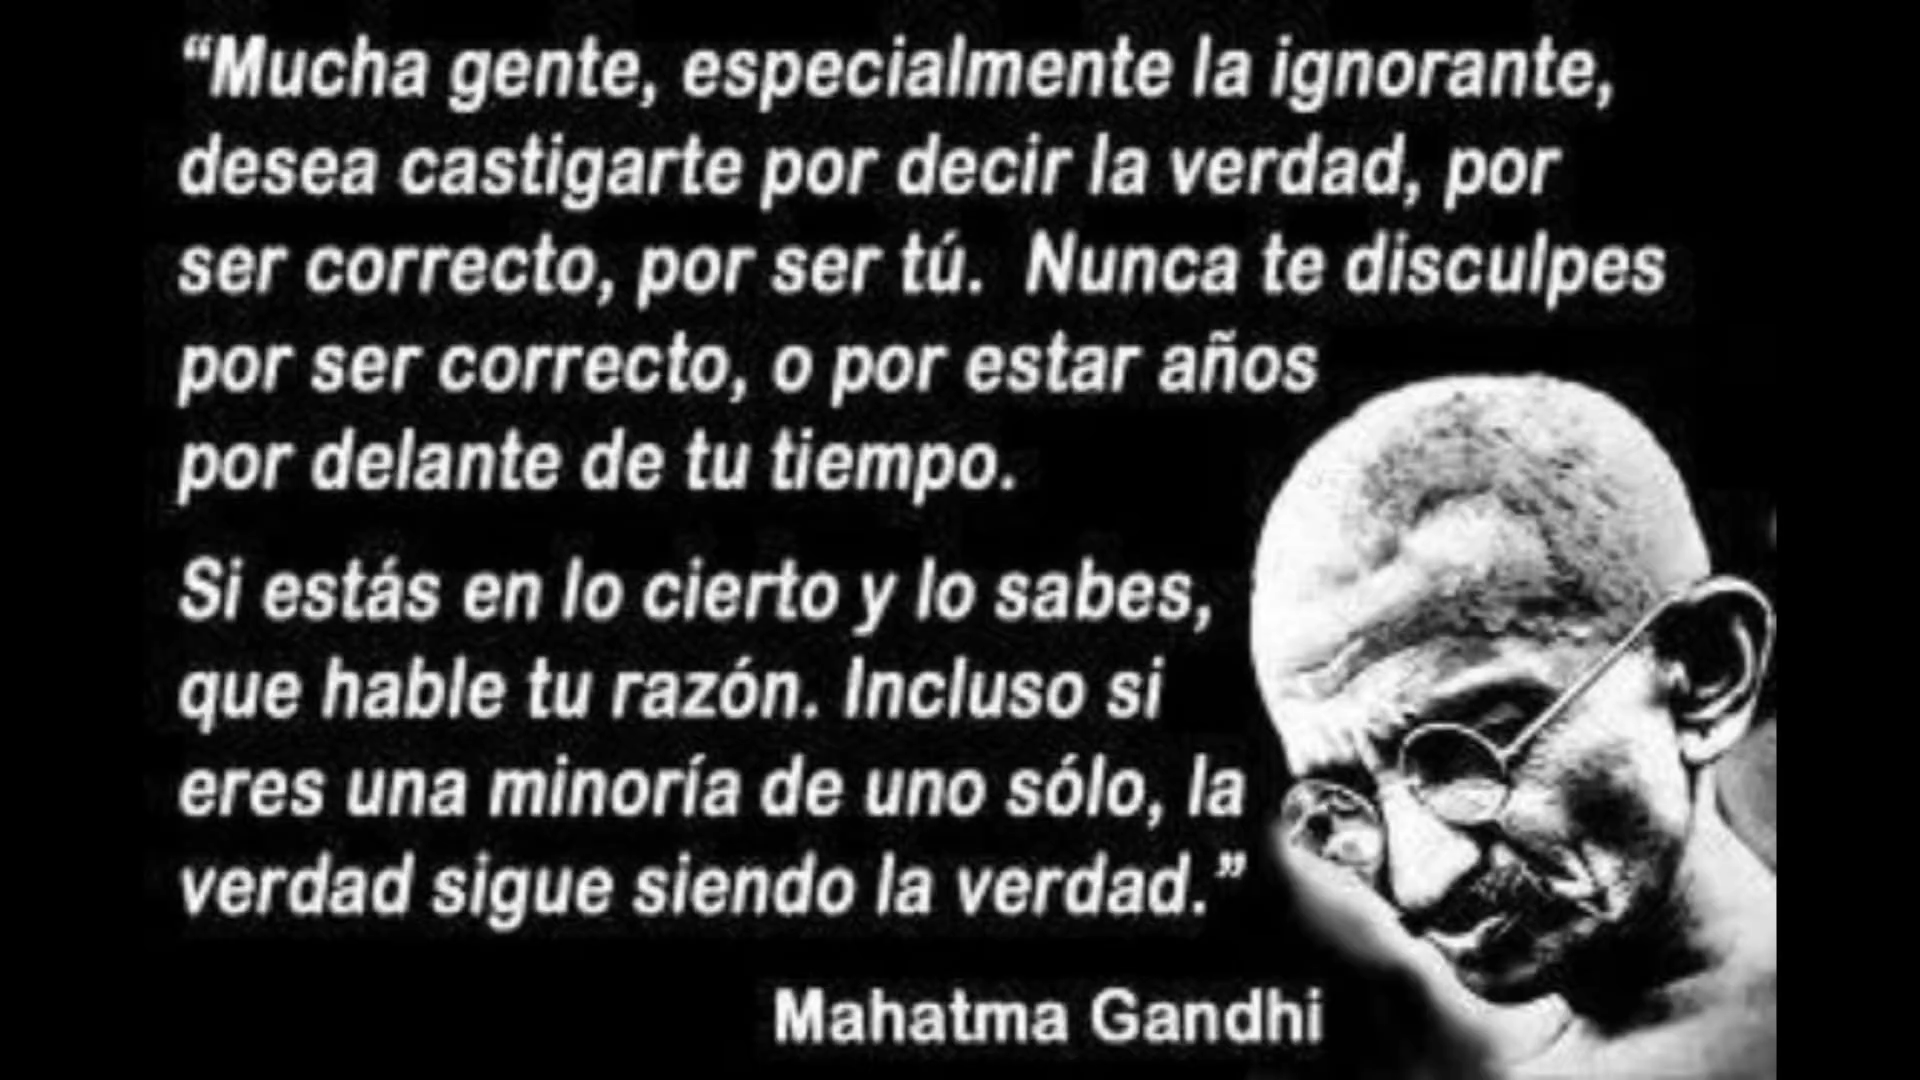 “Mucha gente, especialmente la ignorante,
desea castigarte por decir la verdad, por
ser correcto, por ser tú. Nunca te disculpes
por ser correcto, o por estar años
por delante de tu tiempo.
Si estás en lo cierto y lo sabes,
que hable tu razón. Incluso si
eres una minoría de uno sólo, la
verdad sigue siendo la verdad.”
Mahatma Gandhi